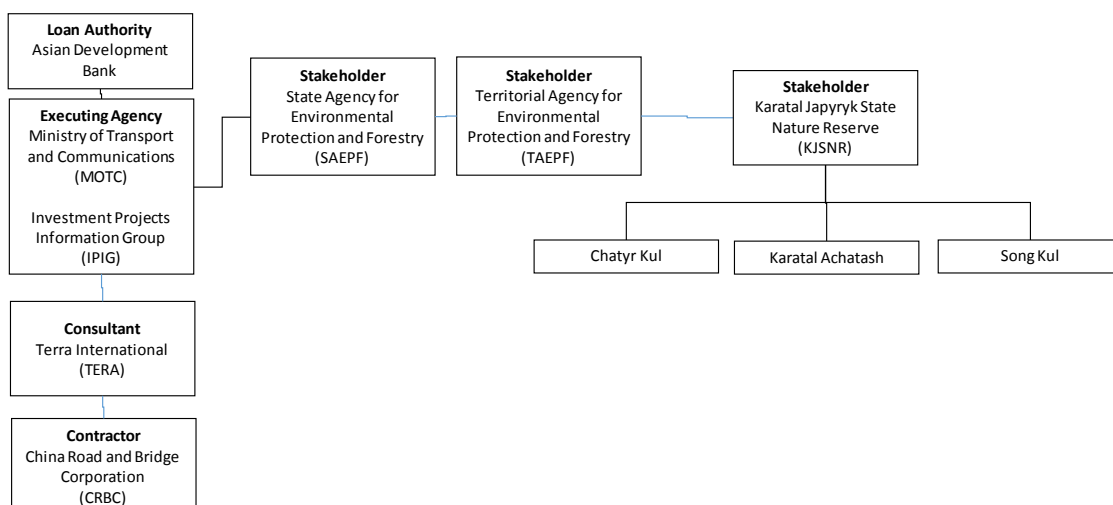 Loan Authority
Asian Development
Bank
Executing Agency
Ministry of Transport
and Communications
(MOTC)
Investment Projects
Information Group
(IPIG)
Consultant
Terra International
(TERA)
Contractor
China Road and Bridge
Corporation
(CRBC)
Stakeholder
State Agency for
Environmental
Protection and Forestry
(SAEPF)
Stakeholder
Territorial Agency for
Environmental
Protection and Forestry
(TAEPF)
Stakeholder
Karatal Japyryk State
Nature Reserve
(KJSNR)
Chatyr Kul
Karatal Achatash
Song Kul